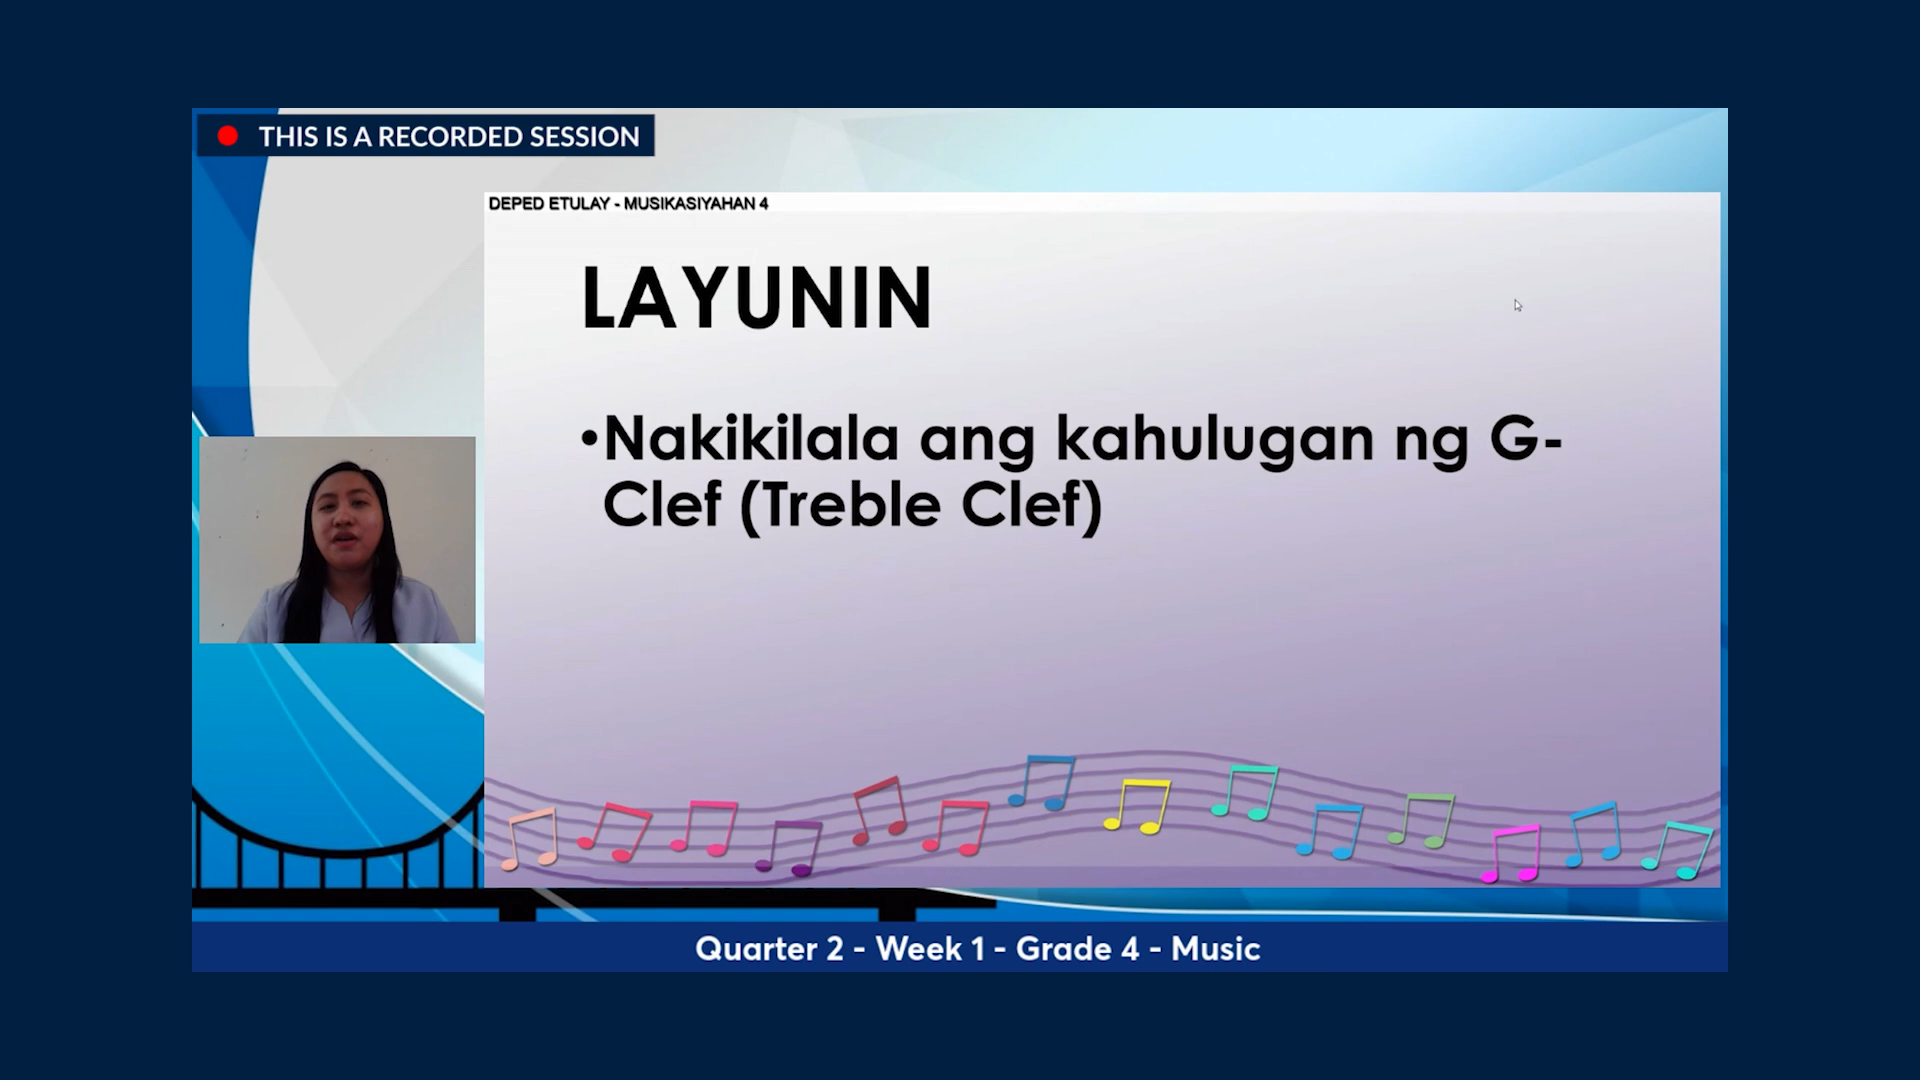 THIS IS A RECORDED SESSION
DEPED ETULAY - MUSIKASIYAHAN 4
LAYUNIN
•Nakikilala ang kahulugan ng G-
Clef (Treble Clef)
Quarter 2 - Week 1 - Grade 4 - Music